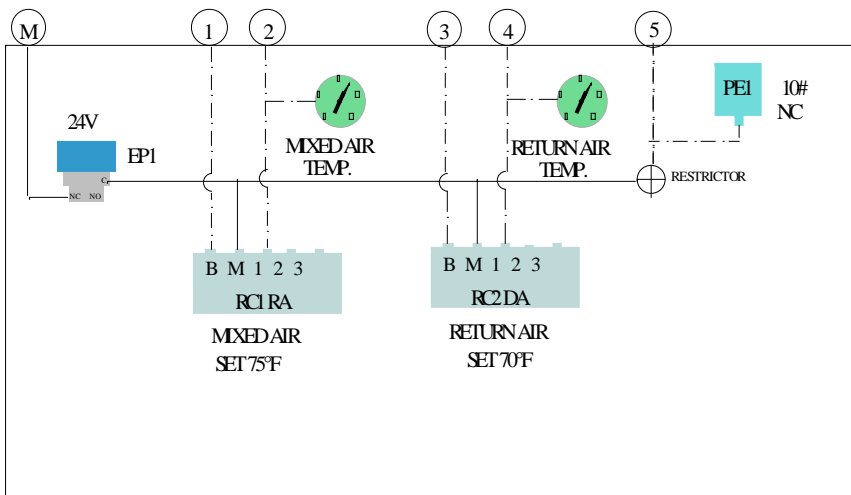 M 1 2 3 4 5
PE1 10#
NC
24V
EP1
C
NC NO
MIXED AIR
TEMP.
RETURN AIR
TEMP.
RESTRICTOR
B M 1 2 3
RC1 RA
MIXED AIR
SET 75°F
B M 1 2 3
RC2 DA
RETURN AIR
SET 70°F